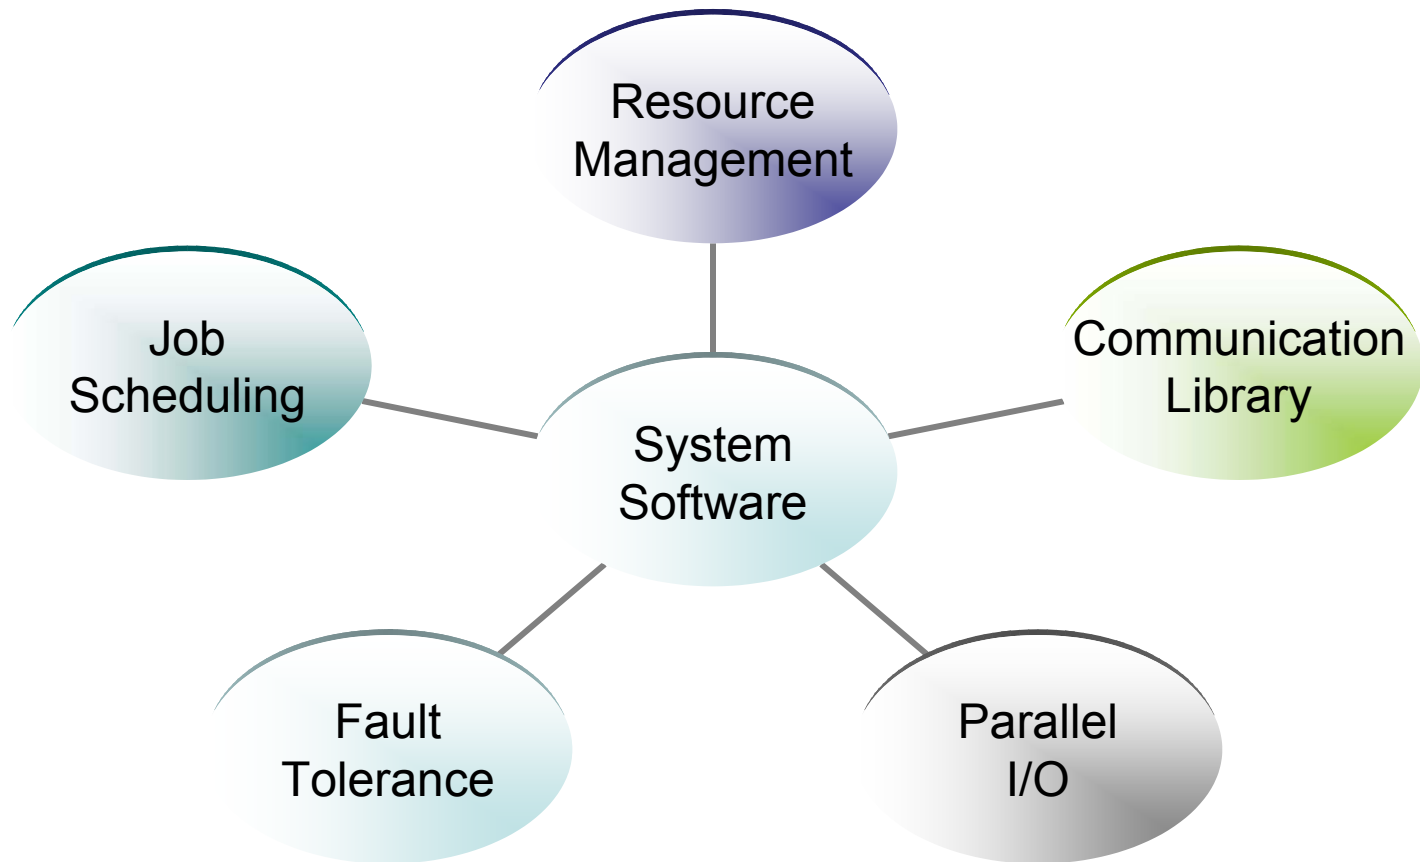 Resource
Management
Job
Scheduling
Communication
Library
System
Software
Fault
Tolerance
Parallel
I/O